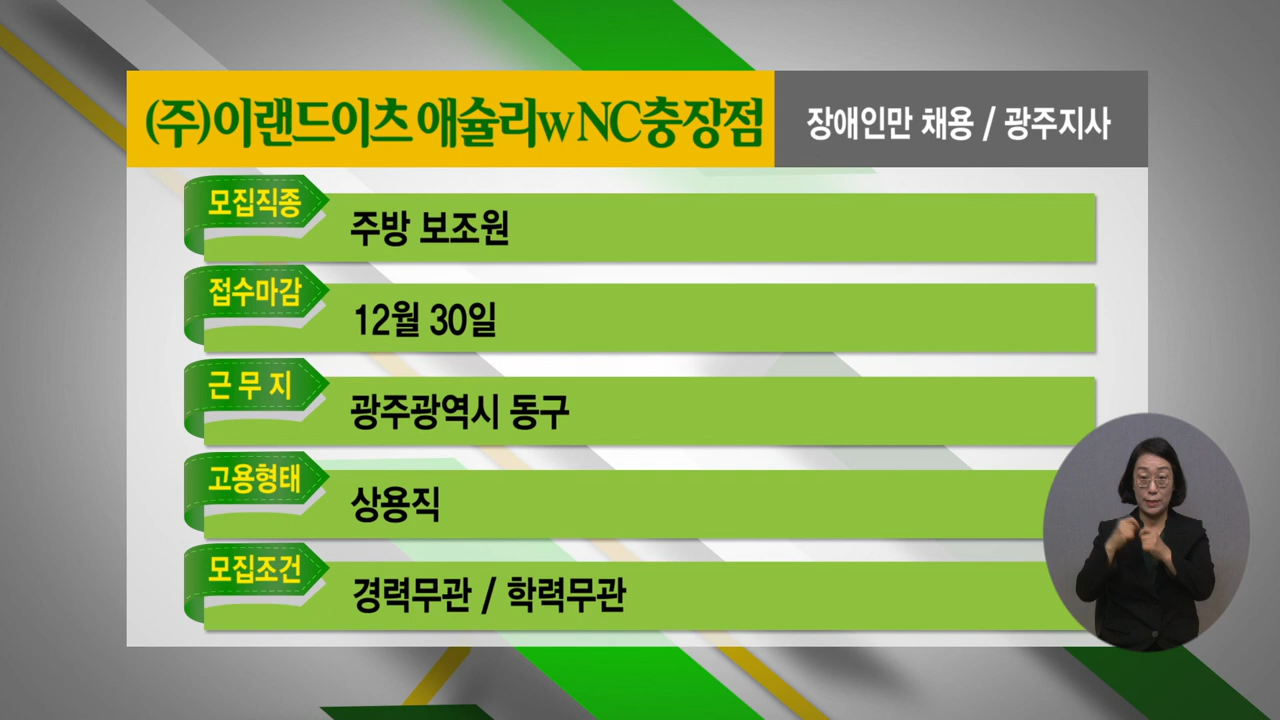 (주)이랜드이츠 애슐리w NC충장점
장애인만 채용 / 광주지사
모집직종
주방 보조원
접수마감
12월 30일
근 무 지
광주광역시 동구
고용형태
상용직
모집조건
경력무관 / 학력무관